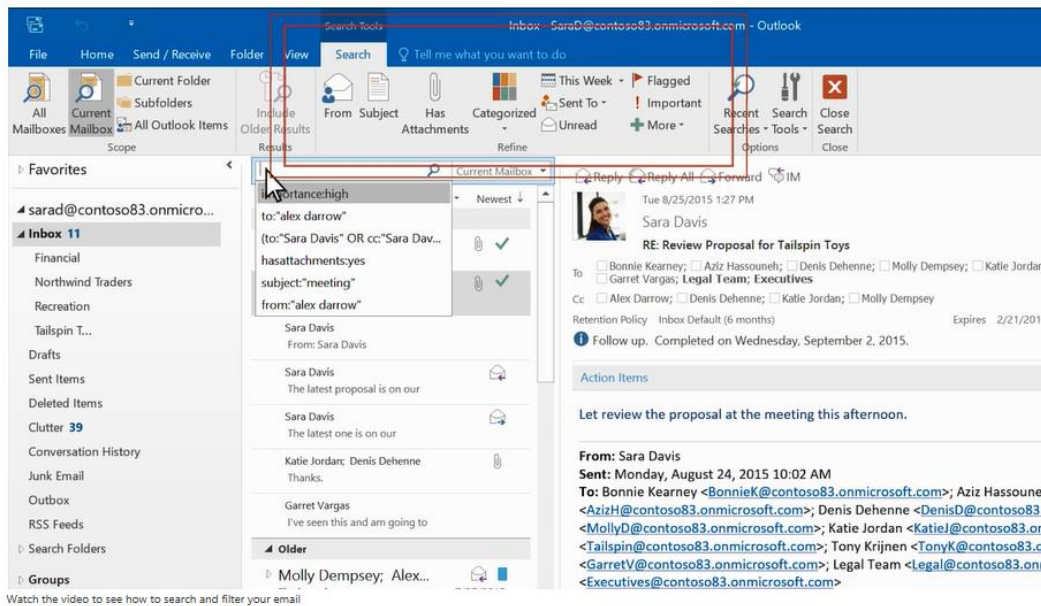 Search Tools
Inbox - SaraD@contoso83.onmicrosoft.com - Outlook
File Home Send / Receive Folder View Search Tell me what you want to do
All Mailboxes
Current Mailbox
Current Folder
Subfolders
All Outlook Items
Scope
Include Older Results
Results
From
Subject
Has Attachments
Categorized
This Week
Sent To
Unread
Flagged
Important
More
Refine
Recent Searches
Search Tools
Options
Close Search
Close
Favorites
sarad@contoso83.onmicro...
Inbox 11
Financial
Northwind Traders
Recreation
Tailspin T...
Drafts
Sent Items
Deleted Items
Clutter 39
Conversation History
Junk Email
Outbox
RSS Feeds
Search Folders
Groups
Current Mailbox
Newest ↓
importance:high
to:"alex darrow"
(to:"Sara Davis" OR cc:"Sara Dav...
hasattachments:yes
subject:"meeting"
from:"alex darrow"
Sara Davis
From: Sara Davis
Sara Davis
The latest proposal is on our
Sara Davis
The latest one is on our
Katie Jordan; Denis Dehenne
Thanks.
Garret Vargas
I've seen this and am going to
Older
Molly Dempsey; Alex...
Reply Reply All Forward IM
Tue 8/25/2015 1:27 PM
Sara Davis
RE: Review Proposal for Tailspin Toys
To Bonnie Kearney; Aziz Hassouneh; Denis Dehenne; Molly Dempsey; Katie Jordan
Garret Vargas; Legal Team; Executives
Cc Alex Darrow; Denis Dehenne; Katie Jordan; Molly Dempsey
Retention Policy Inbox Default (6 months) Expires 2/21/201
Follow up. Completed on Wednesday, September 2, 2015.
Action Items
Let review the proposal at the meeting this afternoon.
From: Sara Davis
Sent: Monday, August 24, 2015 10:02 AM
To: Bonnie Kearney <BonnieK@contoso83.onmicrosoft.com>; Aziz Hassoune
<AzizH@contoso83.onmicrosoft.com>; Denis Dehenne <DenisD@contoso83
<MollyD@contoso83.onmicrosoft.com>; Katie Jordan <KatieJ@contoso83.on
<Tailspin@contoso83.onmicrosoft.com>; Tony Krijnen <TonyK@contoso83.c
<GarretV@contoso83.onmicrosoft.com>; Legal Team <Legal@contoso83.onn
<Executives@contoso83.onmicrosoft.com>
Watch the video to see how to search and filter your email